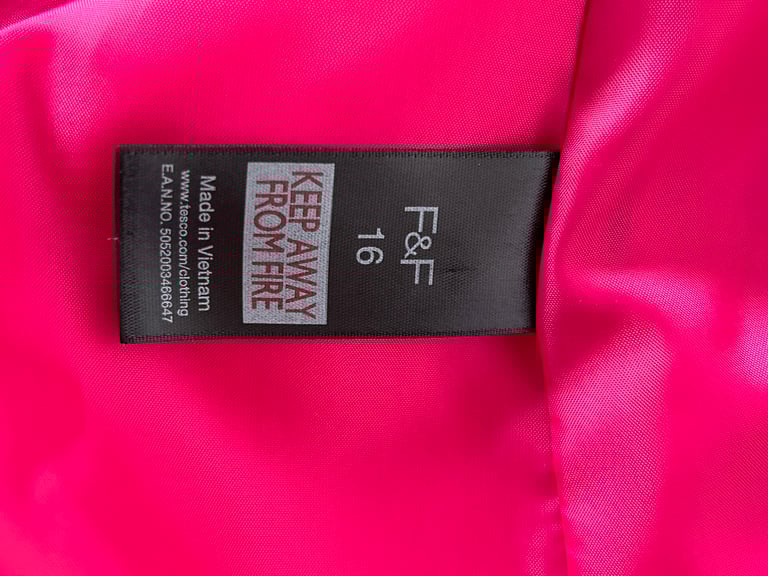 F&F
16
KEEP AWAY
FROM FIRE
Made in Vietnam
www.tesco.com/clothing
E.A.N.NO. 5052003466647